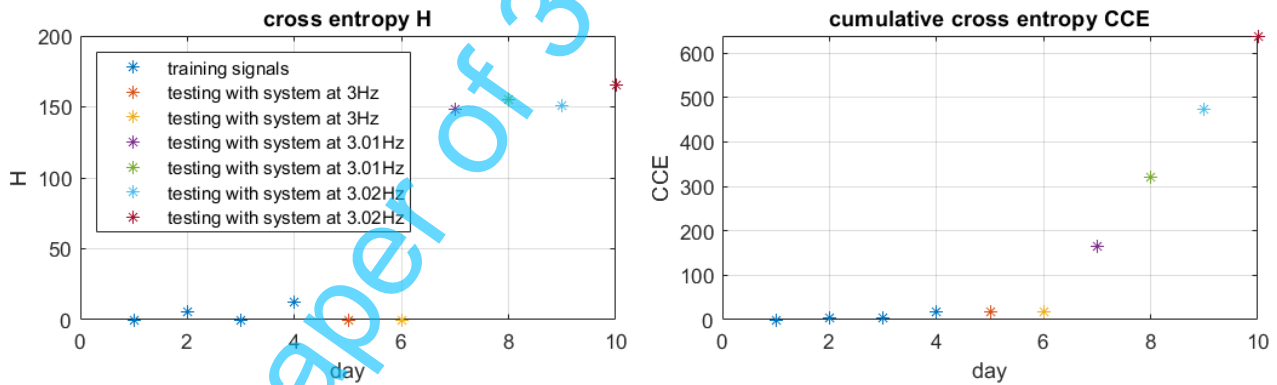 cross entropy H
200
150
100
50
0
H
training signals
testing with system at 3Hz
testing with system at 3Hz
testing with system at 3.01Hz
testing with system at 3.01Hz
testing with system at 3.02Hz
testing with system at 3.02Hz
0 2 4 6 8 10
day
cumulative cross entropy CCE
600
500
400
300
200
100
0
CCE
0 2 4 6 8 10
day
aper of 3